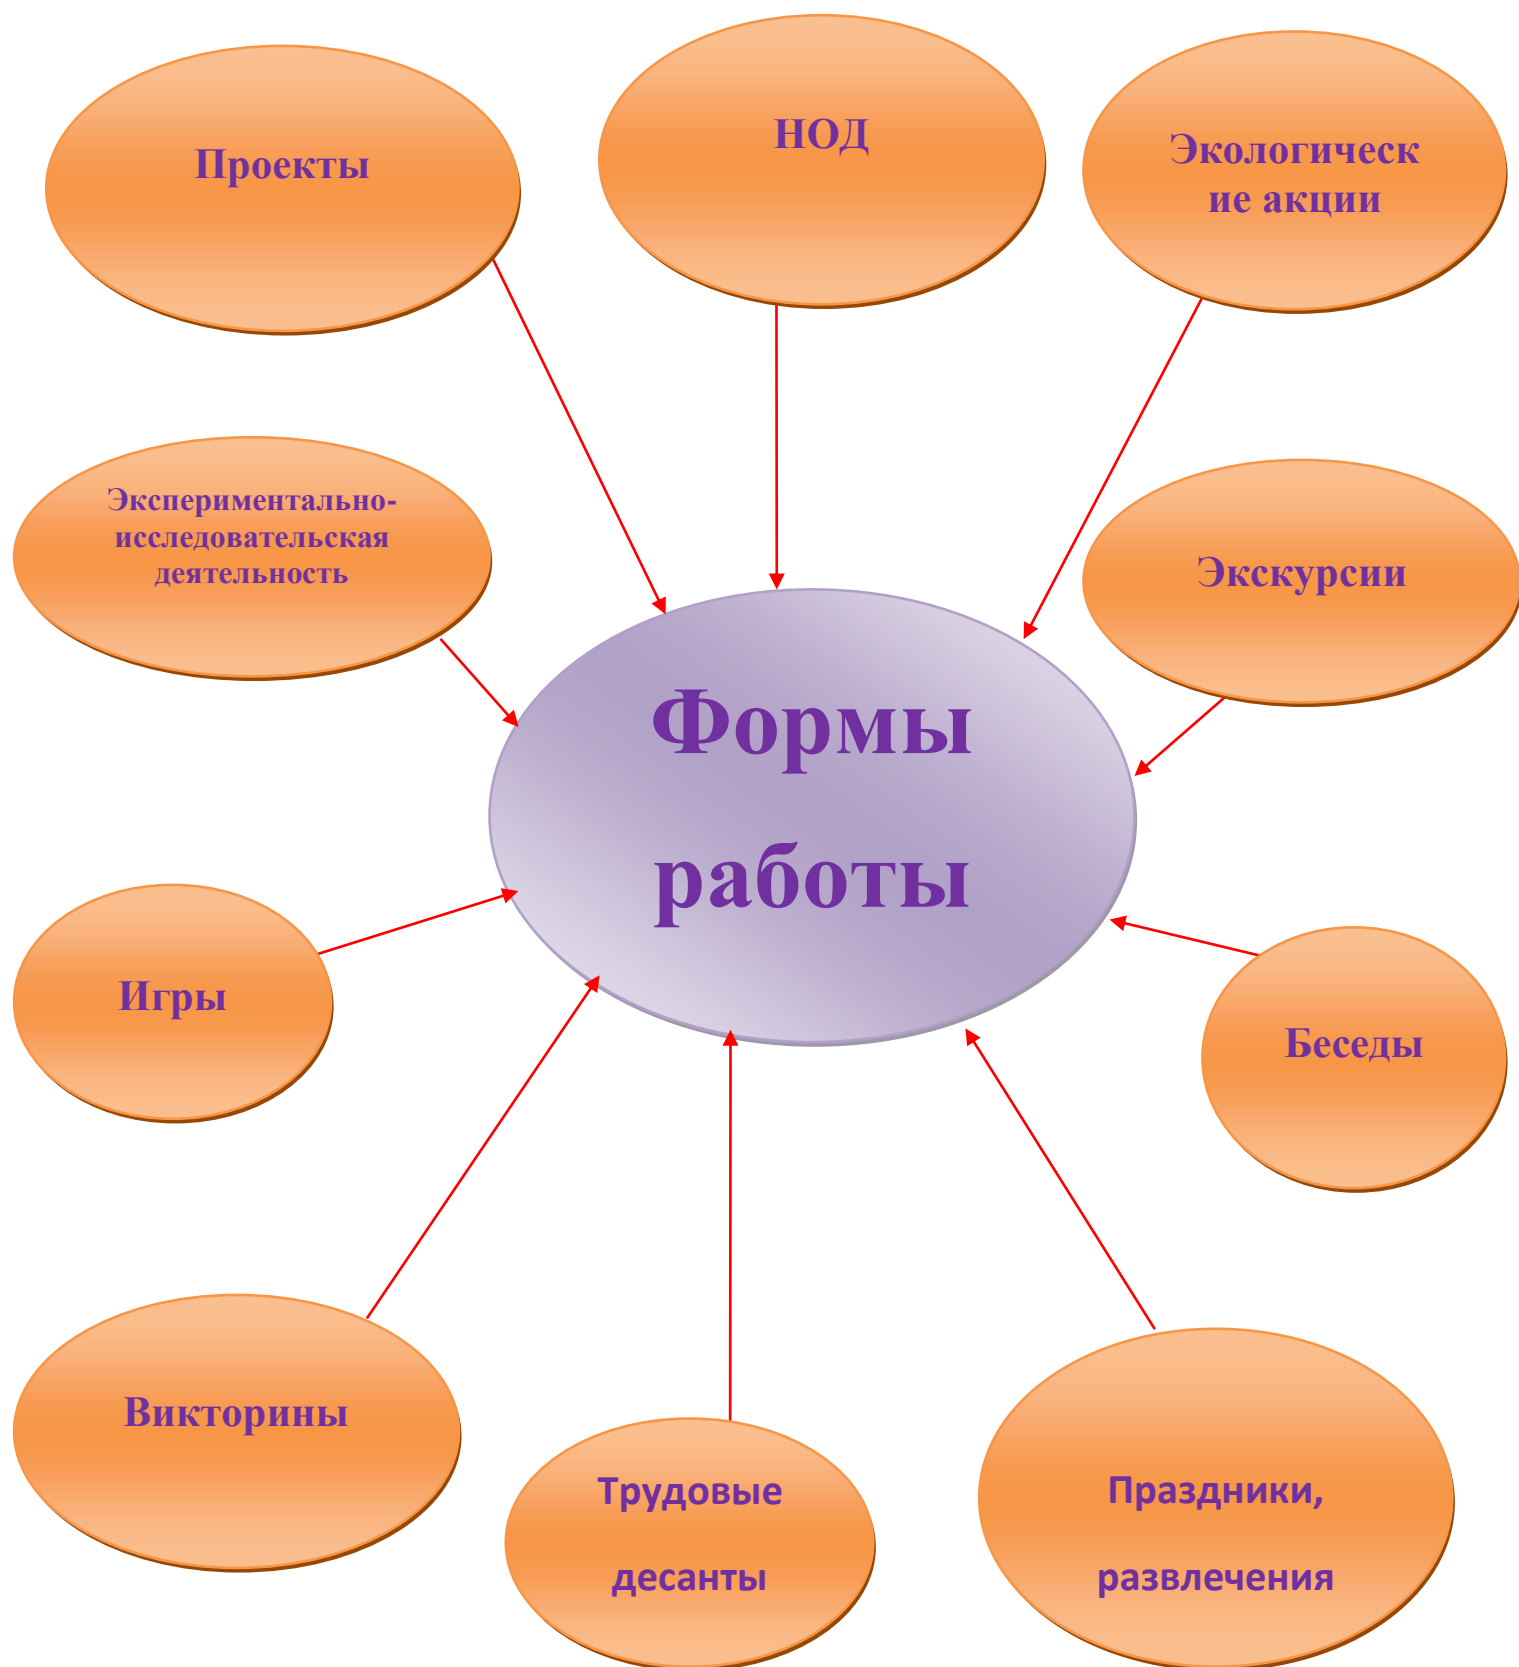 Проекты
НОД
Экологическ
ие акции
Экспериментально-
исследовательская
деятельность
Экскурсии
Формы
работы
Игры
Беседы
Викторины
Трудовые
десанты
Праздники,
развлечения